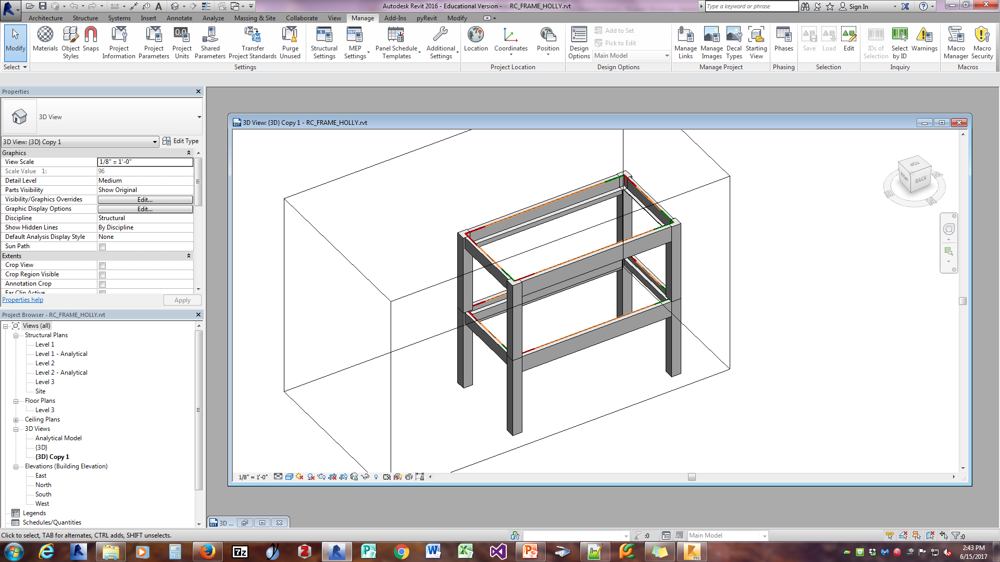 Autodesk Revit 2016 - Educational Version - RC_FRAME_HOLLY.rvt
Type a keyword or phrase
Sign In
Architecture Structure Systems Insert Annotate Analyze Massing & Site Collaborate View Manage Add-Ins pyRevit Modify
Modify
Materials
Object Styles
Snaps
Project Information
Project Parameters
Project Units
Shared Parameters
Transfer Project Standards
Purge Unused
Structural Settings
MEP Settings
Panel Schedule Templates
Additional Settings
Location
Coordinates
Position
Design Options
Add to Set
Pick to Edit
Main Model
Manage Links
Manage Images
Decal Types
Starting View
Phases
Save
Load
Edit
IDs of Selection
Select by ID
Warnings
Macro Manager
Macro Security
Select Settings Project Location Design Options Manage Project Phasing Selection Inquiry Macros
Properties
3D View
3D View: {3D} Copy 1
Edit Type
Graphics
View Scale 1/8" = 1'-0"
Scale Value 1: 96
Detail Level Medium
Parts Visibility Show Original
Visibility/Graphics Overrides Edit...
Graphic Display Options Edit...
Discipline Structural
Show Hidden Lines By Discipline
Default Analysis Display Style None
Sun Path
Extents
Crop View
Crop Region Visible
Annotation Crop
Far Clip Active
Properties help
Apply
Project Browser - RC_FRAME_HOLLY.rvt
Views (all)
Structural Plans
Level 1
Level 1 - Analytical
Level 2
Level 2 - Analytical
Level 3
Site
Floor Plans
Level 3
Ceiling Plans
3D Views
Analytical Model
{3D}
{3D} Copy 1
Elevations (Building Elevation)
East
North
South
West
Legends
Schedules/Quantities
3D View: {3D} Copy 1 - RC_FRAME_HOLLY.rvt
TOP
RIGHT
BACK
1/8" = 1'-0"
3D ...
Click to select, TAB for alternates, CTRL adds, SHIFT unselects.
:0
Main Model
:0
2:43 PM
6/15/2017